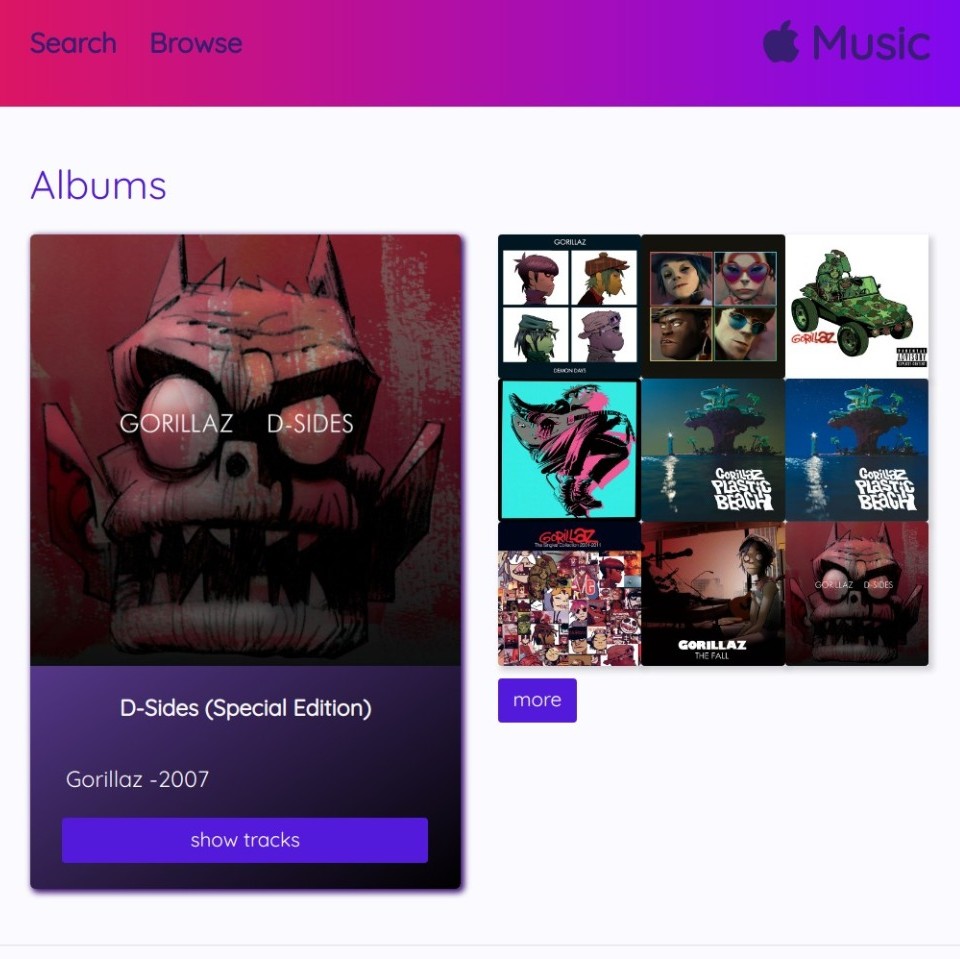 Search Browse
Music
Albums
GORILLAZ D-SIDES
D-Sides (Special Edition)
Gorillaz -2007
show tracks
GORILLAZ
DEMON DAYS
GORILLAZ
PARENTAL
ADVISORY
EXPLICIT CONTENT
GORILLAZ
PLASTIC
BEACH
GORILLAZ
PLASTIC
BEACH
GORILLAZ
The Singles Collection 2001-2011
GORILLAZ
THE FALL
GORILLAZ D-SIDES
more